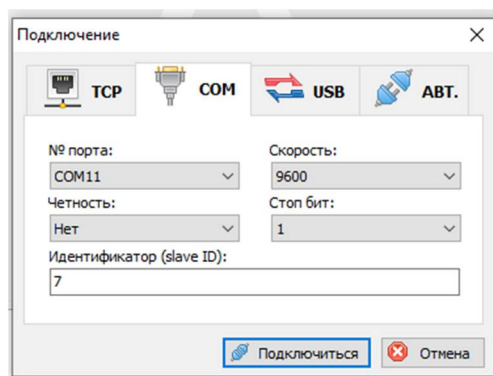 Подключение
TCP COM USB АВТ.
№ порта: Скорость:
COM11 9600
Четность: Стоп бит:
Нет 1
Идентификатор (slave ID):
7
Подключиться Отмена